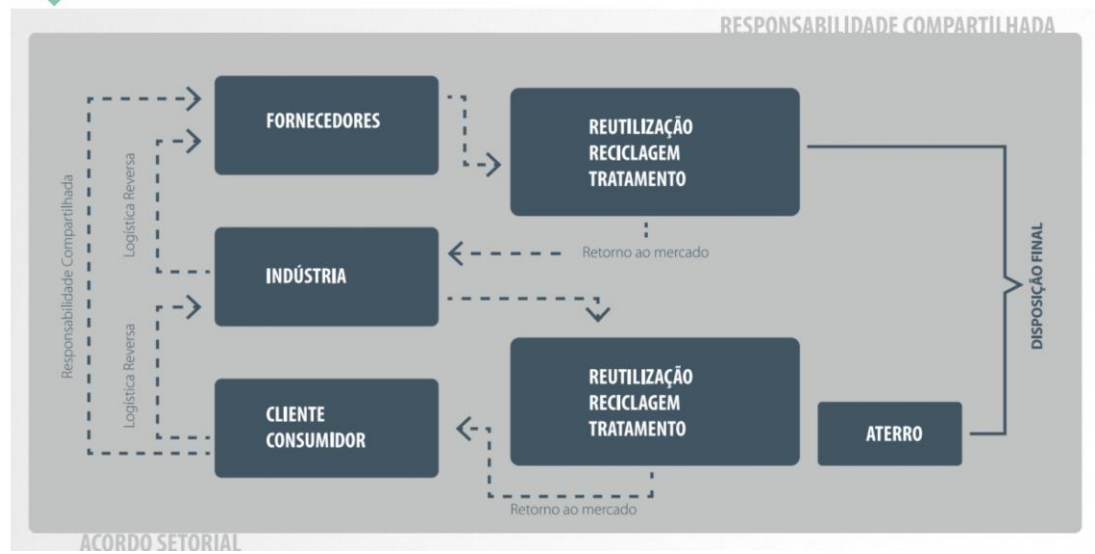 RESPONSABILIDADE COMPARTILHADA
FORNECEDORES
REUTILIZAÇÃO
RECICLAGEM
TRATAMENTO
Logística Reversa
Responsabilidade Compartilhada
Retorno ao mercado
INDÚSTRIA
DISPOSIÇÃO FINAL
Logística Reversa
REUTILIZAÇÃO
RECICLAGEM
TRATAMENTO
CLIENTE
CONSUMIDOR
ATERRO
Retorno ao mercado
ACORDO SETORIAL